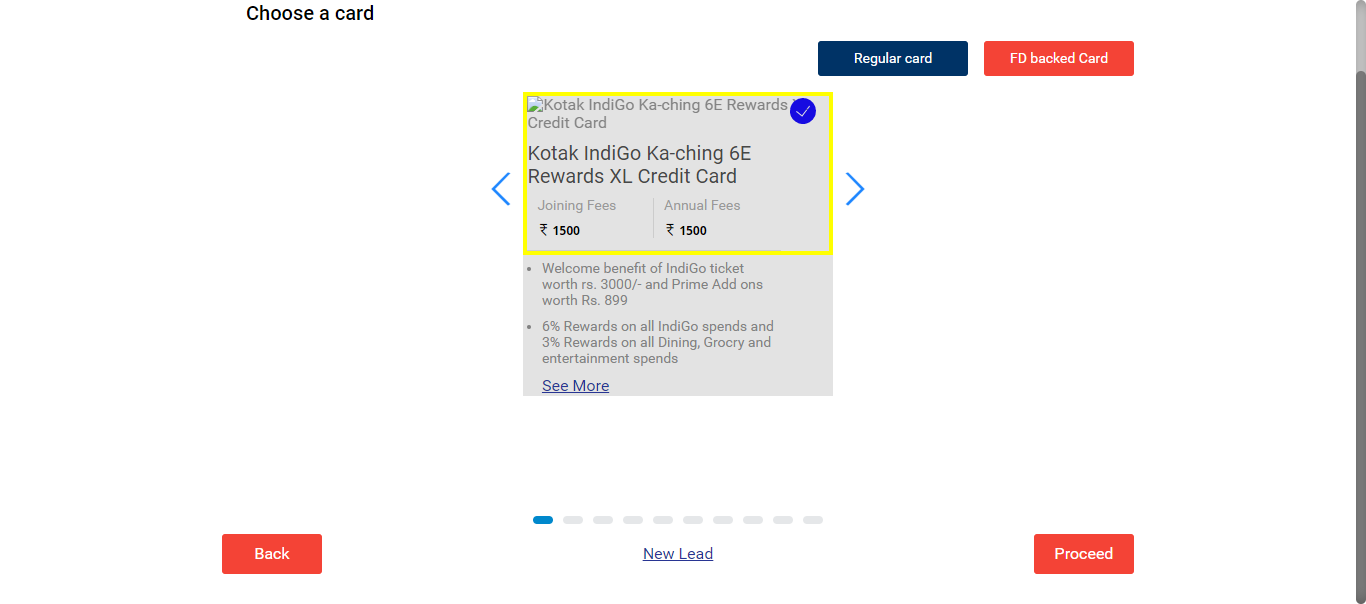 Choose a card
Regular card
FD backed Card
Kotak IndiGo Ka-ching 6E Rewards
Credit Card
Kotak IndiGo Ka-ching 6E
Rewards XL Credit Card
Joining Fees
Annual Fees
₹ 1500
₹ 1500
Welcome benefit of IndiGo ticket
worth rs. 3000/- and Prime Add ons
worth Rs. 899
6% Rewards on all IndiGo spends and
3% Rewards on all Dining, Grocry and
entertainment spends
See More
Back
New Lead
Proceed